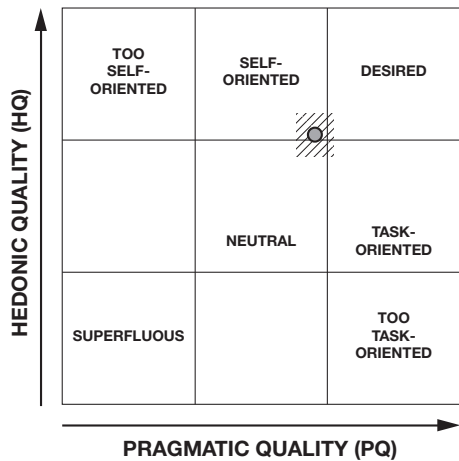 TOO
SELF-
ORIENTED
SELF-
ORIENTED
DESIRED
NEUTRAL
TASK-
ORIENTED
SUPERFLUOUS
TOO
TASK-
ORIENTED
HEDONIC QUALITY (HQ)
PRAGMATIC QUALITY (PQ)